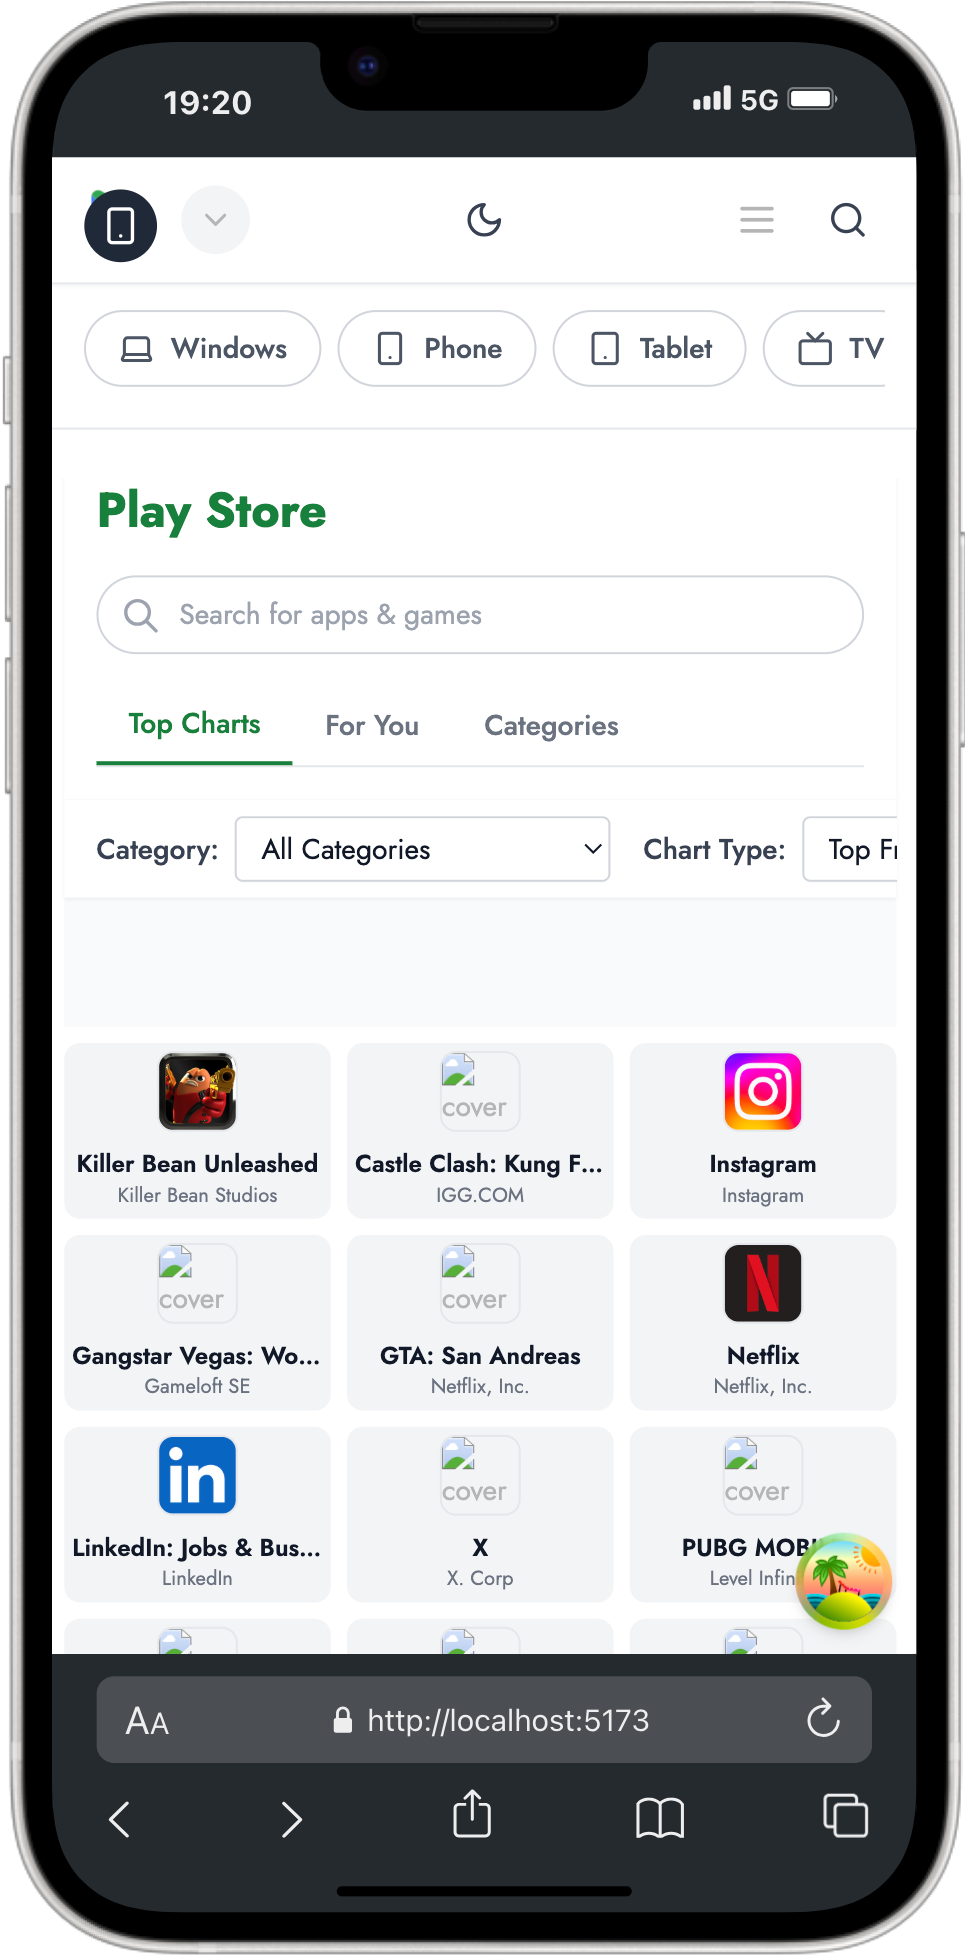 19:20 5G
Windows Phone Tablet TV
Play Store
Search for apps & games
Top Charts For You Categories
Category: All Categories Chart Type: Top Fr
cover
Killer Bean Unleashed Castle Clash: Kung F... Instagram
Killer Bean Studios IGG.COM Instagram
cover cover N
Gangstar Vegas: Wo... GTA: San Andreas Netflix
Gameloft SE Netflix, Inc. Netflix, Inc.
in cover cover
LinkedIn: Jobs & Bus... X PUBG MOBI
LinkedIn X. Corp Level Infin
AA http://localhost:5173